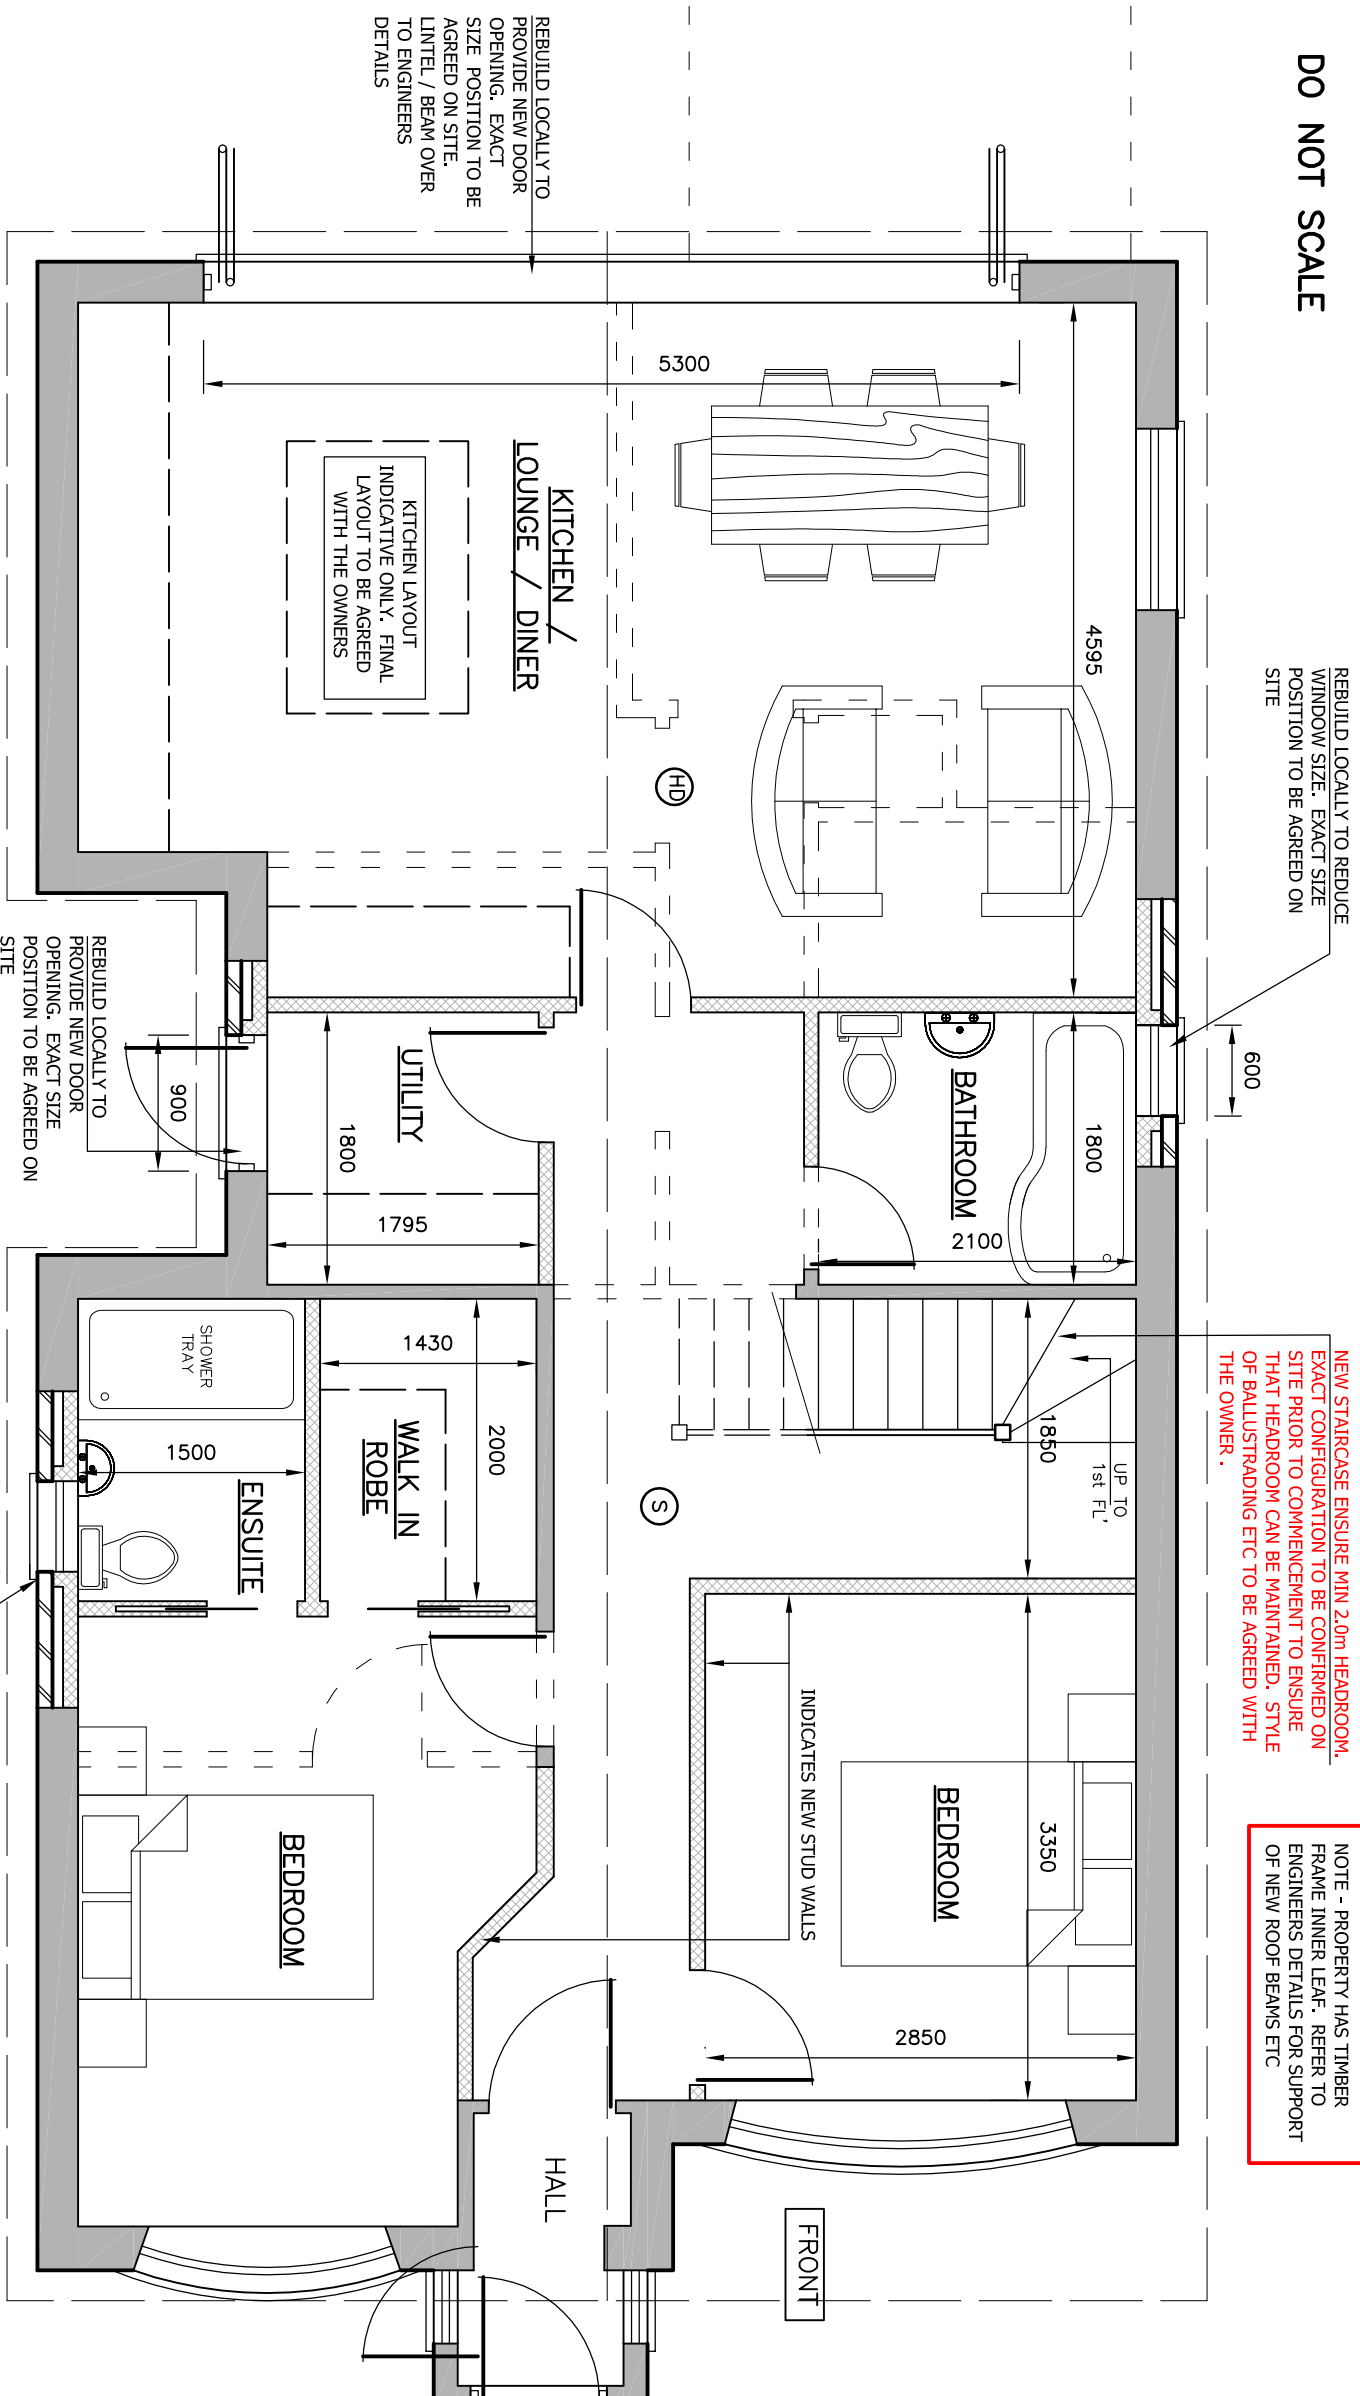 DO NOT SCALE
REBUILD LOCALLY TO REDUCE
WINDOW SIZE. EXACT SIZE
POSITION TO BE AGREED ON
SITE
NEW STAIRCASE ENSURE MIN 2.0m HEADROOM.
EXACT CONFIGURATION TO BE CONFIRMED ON
SITE PRIOR TO COMMENCEMENT TO ENSURE
THAT HEADROOM CAN BE MAINTAINED. STYLE
OF BALLUSTRADING ETC TO BE AGREED WITH
THE OWNER .
NOTE - PROPERTY HAS TIMBER
FRAME INNER LEAF. REFER TO
ENGINEERS DETAILS FOR SUPPORT
OF NEW ROOF BEAMS ETC
600
4595
1800
1850
UP TO
1st FL'
3350
BATHROOM
2100
BEDROOM
2850
INDICATES NEW STUD WALLS
FRONT
5300
HD
S
REBUILD LOCALLY TO
PROVIDE NEW DOOR
OPENING. EXACT
SIZE POSITION TO BE
AGREED ON SITE.
LINTEL / BEAM OVER
TO ENGINEERS
DETAILS
KITCHEN /
LOUNGE / DINER
HALL
KITCHEN LAYOUT
INDICATIVE ONLY. FINAL
LAYOUT TO BE AGREED
WITH THE OWNERS
UTILITY
1800
1795
1430
2000
WALK IN
ROBE
SHOWER
TRAY
1500
ENSUITE
BEDROOM
900
REBUILD LOCALLY TO
PROVIDE NEW DOOR
OPENING. EXACT SIZE
POSITION TO BE AGREED ON
SITE